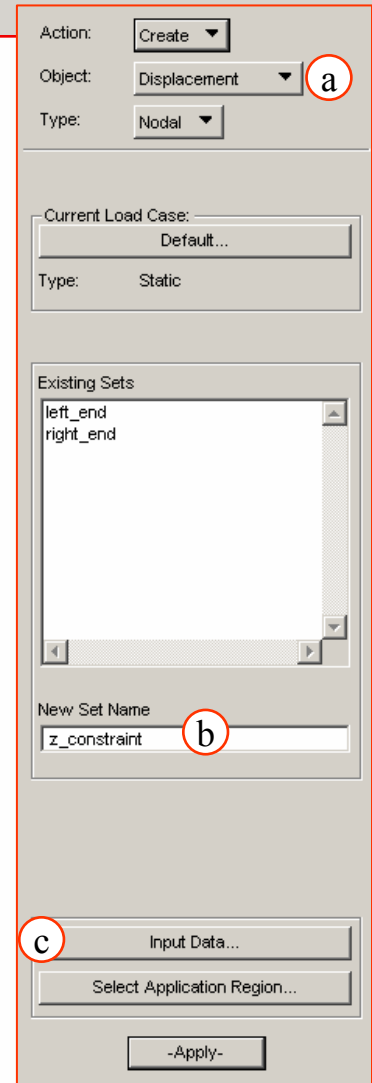 Action: Create
Object: Displacement a
Type: Nodal
Current Load Case:
Default...
Type: Static
Existing Sets
left_end
right_end
New Set Name
z_constraint b
c Input Data...
Select Application Region...
-Apply-